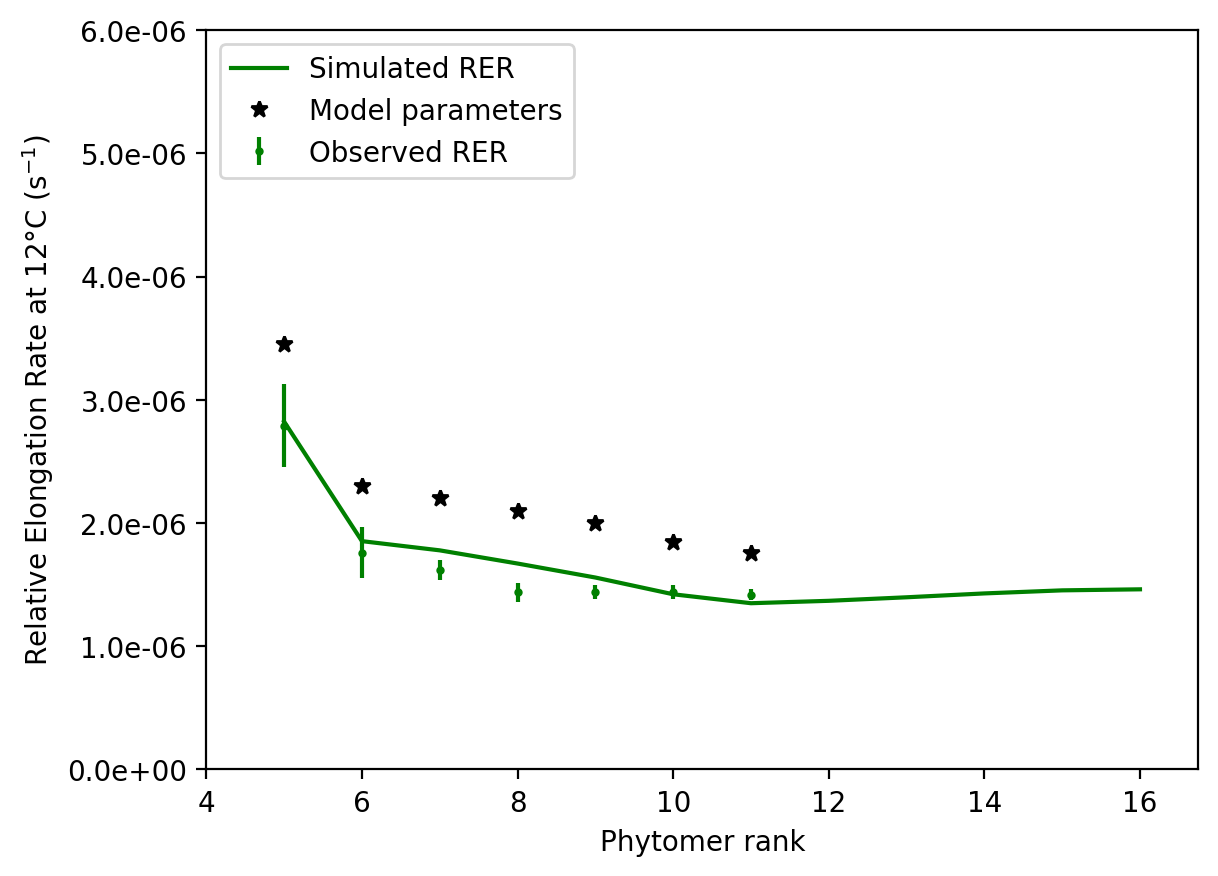 6.0e-06
5.0e-06
4.0e-06
3.0e-06
2.0e-06
1.0e-06
0.0e+00
Relative Elongation Rate at 12°C (s⁻¹)
Simulated RER
Model parameters
Observed RER
4 6 8 10 12 14 16
Phytomer rank